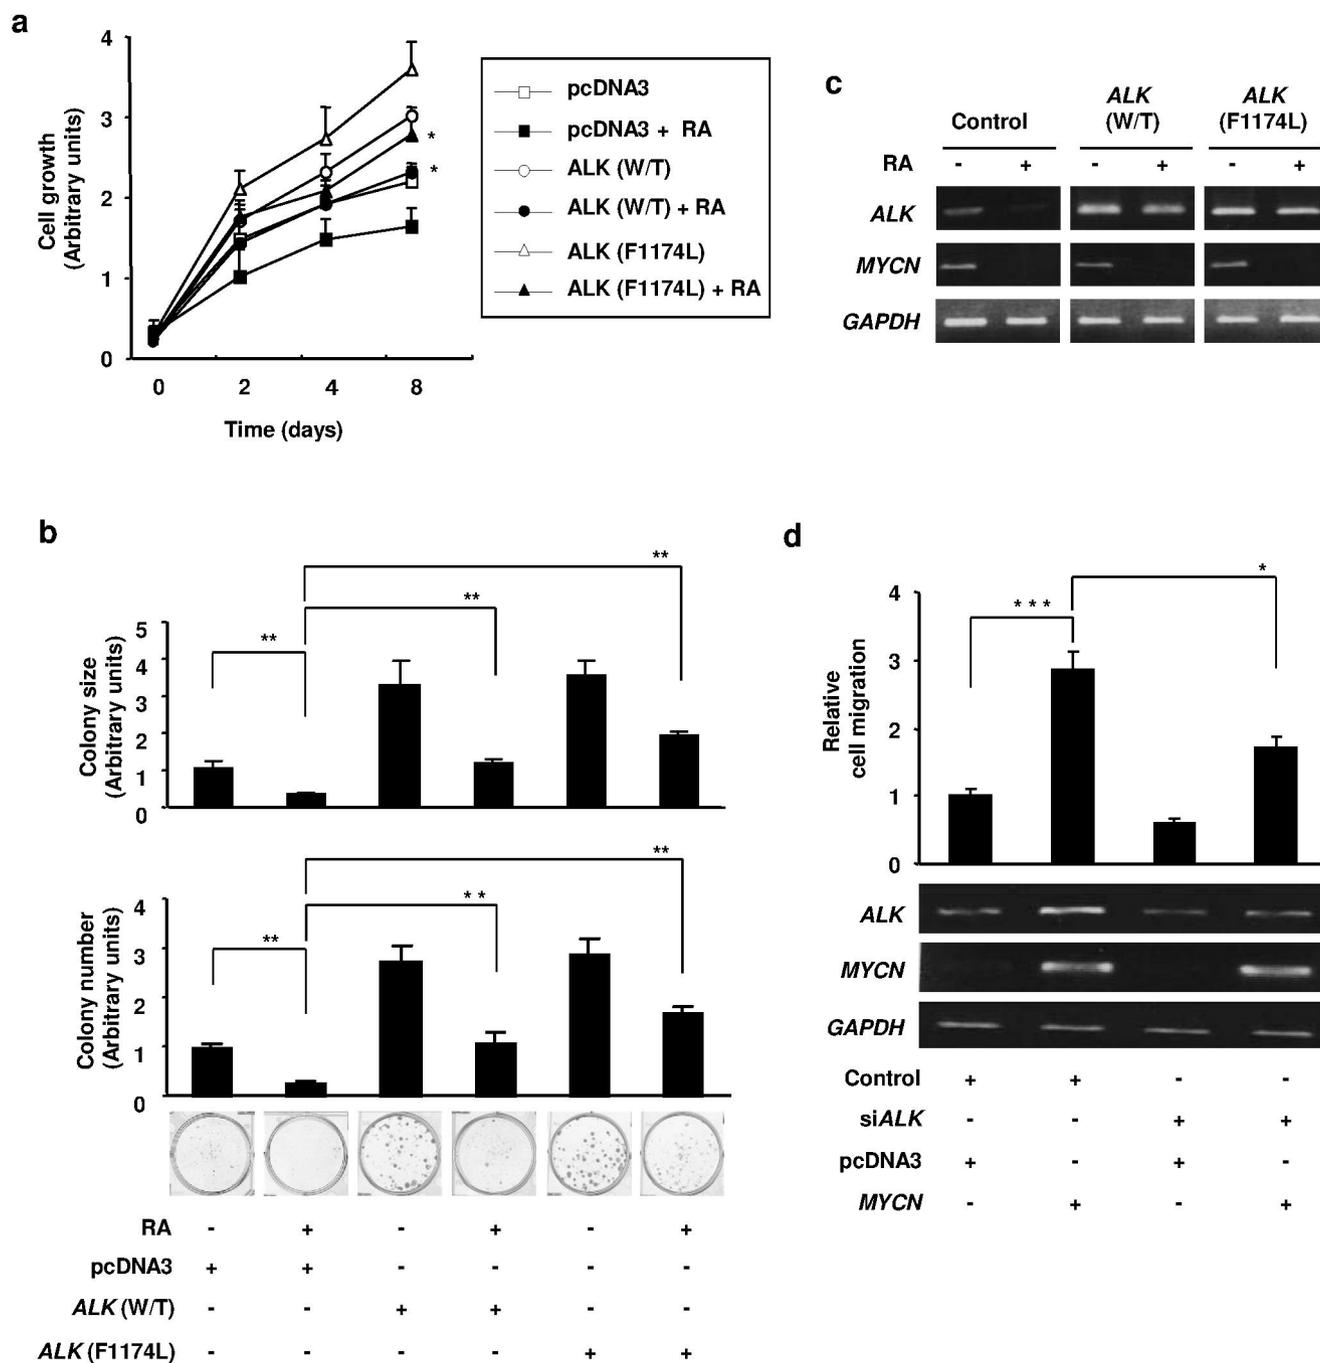 a
4
3
2
1
0
Cell growth
(Arbitrary units)
0 2 4 8
Time (days)
*
*
pcDNA3
pcDNA3 + RA
ALK (W/T)
ALK (W/T) + RA
ALK (F1174L)
ALK (F1174L) + RA
c
Control
ALK
(W/T)
ALK
(F1174L)
RA - + - + - +
ALK
MYCN
GAPDH
b
**
**
**
5
4
3
2
1
0
Colony size
(Arbitrary units)
**
* *
**
4
3
2
1
0
Colony number
(Arbitrary units)
RA - + - + - +
pcDNA3 + + - - - -
ALK (W/T) - - + + - -
ALK (F1174L) - - - - + +
d
*
* * *
4
3
2
1
0
Relative
cell migration
ALK
MYCN
GAPDH
Control + + - -
siALK - - + +
pcDNA3 + - + -
MYCN - + - +